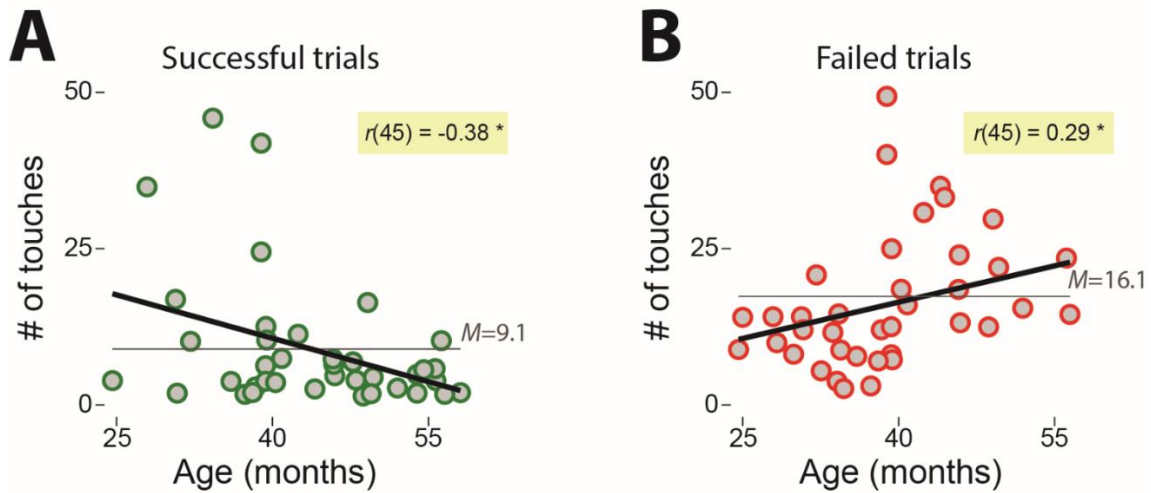 A
Successful trials
50
r(45) = -0.38 *
# of touches
25
M=9.1
0
25 40 55
Age (months)
B
Failed trials
50
r(45) = 0.29 *
# of touches
25
M=16.1
0
25 40 55
Age (months)